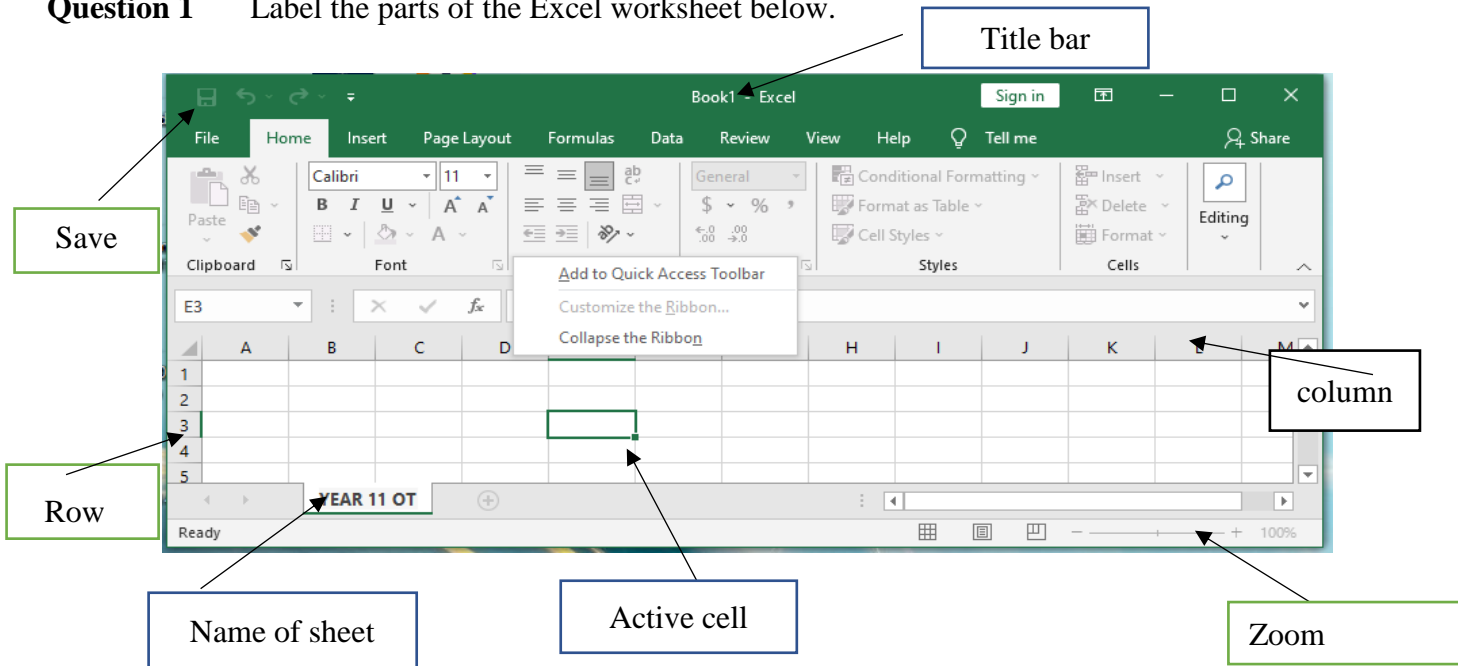 Question 1 Label the parts of the Excel worksheet below.
Title bar
Book1 - Excel Sign in
File Home Insert Page Layout Formulas Data Review View Help Tell me Share
Calibri 11 ab General Conditional Formatting Insert
Paste B I U A A $ % Format as Table Delete Editing
A Cell Styles Format
Save
Clipboard Font Styles Cells
Add to Quick Access Toolbar
E3 fx Customize the Ribbon...
Collapse the Ribbon
A B C D H I J K L M
1
column
2
3
4
5
Row
YEAR 11 OT
Ready 100%
Name of sheet
Active cell
Zoom